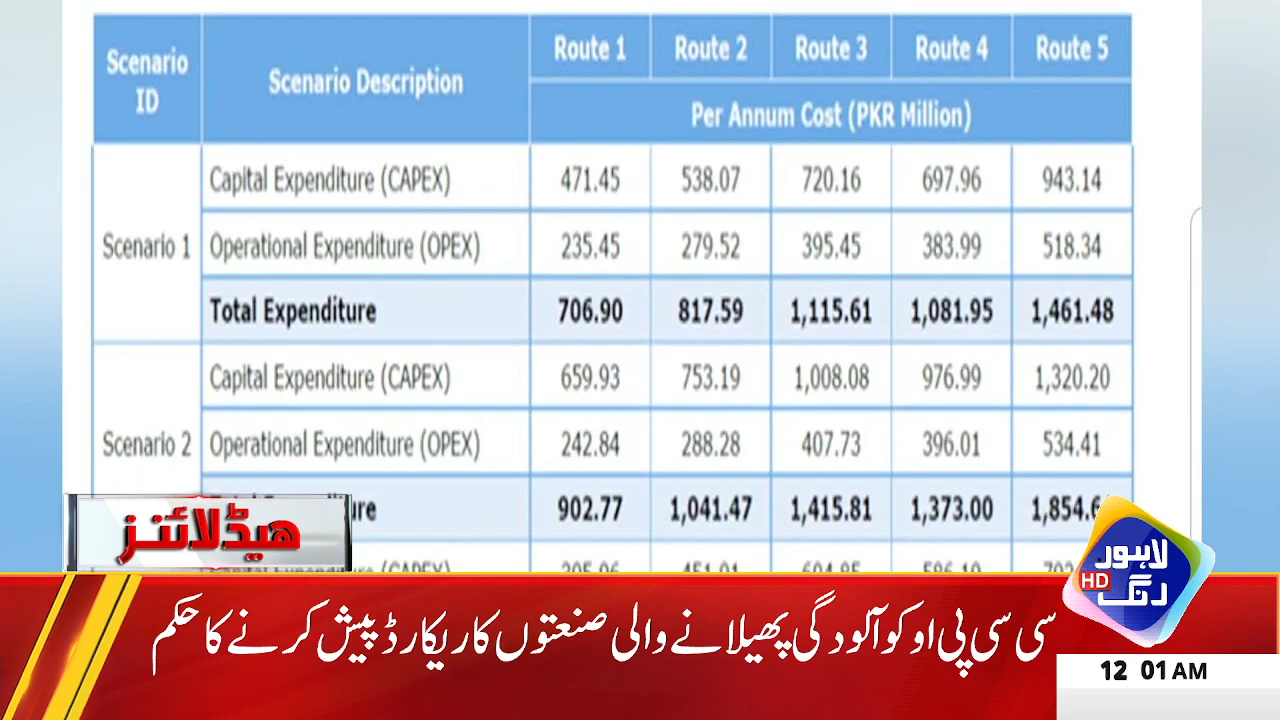 Scenario ID
Scenario Description
Route 1 Route 2 Route 3 Route 4 Route 5
Per Annum Cost (PKR Million)
Capital Expenditure (CAPEX) 471.45 538.07 720.16 697.96 943.14
Scenario 1 Operational Expenditure (OPEX) 235.45 279.52 395.45 383.99 518.34
Total Expenditure 706.90 817.59 1,115.61 1,081.95 1,461.48
Capital Expenditure (CAPEX) 659.93 753.19 1,008.08 976.99 1,320.20
Scenario 2 Operational Expenditure (OPEX) 242.84 288.28 407.73 396.01 534.41
902.77 1,041.47 1,415.81 1,373.00
ہیڈلائنز
لاہور
رنگ HD
سی سی پی او کو آلودگی پھیلانے والی صنعتوں کا ریکارڈ پیش کرنے کا حکم
12 01 AM